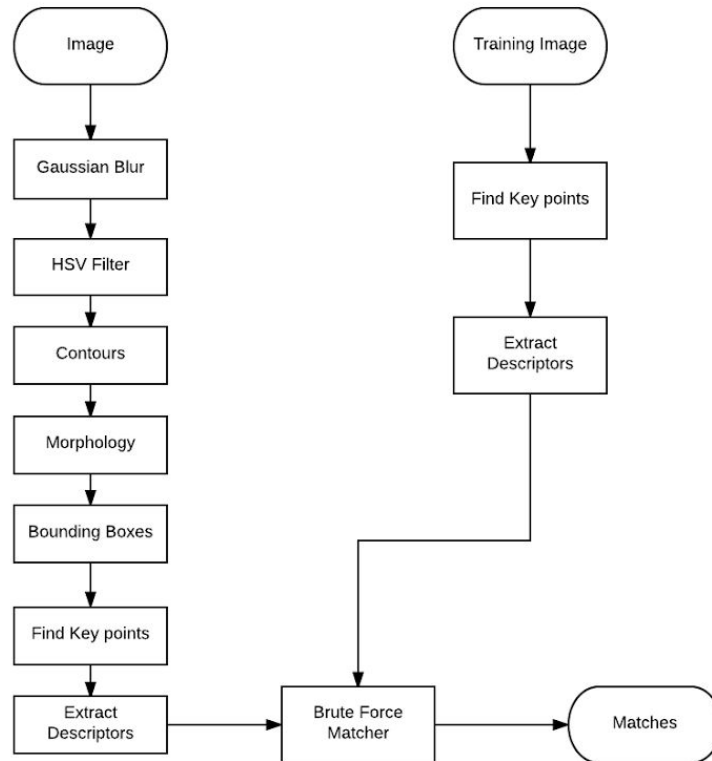 Image
Training Image
Gaussian Blur
Find Key points
HSV Filter
Contours
Extract
Descriptors
Morphology
Bounding Boxes
Find Key points
Extract
Descriptors
Brute Force
Matcher
Matches